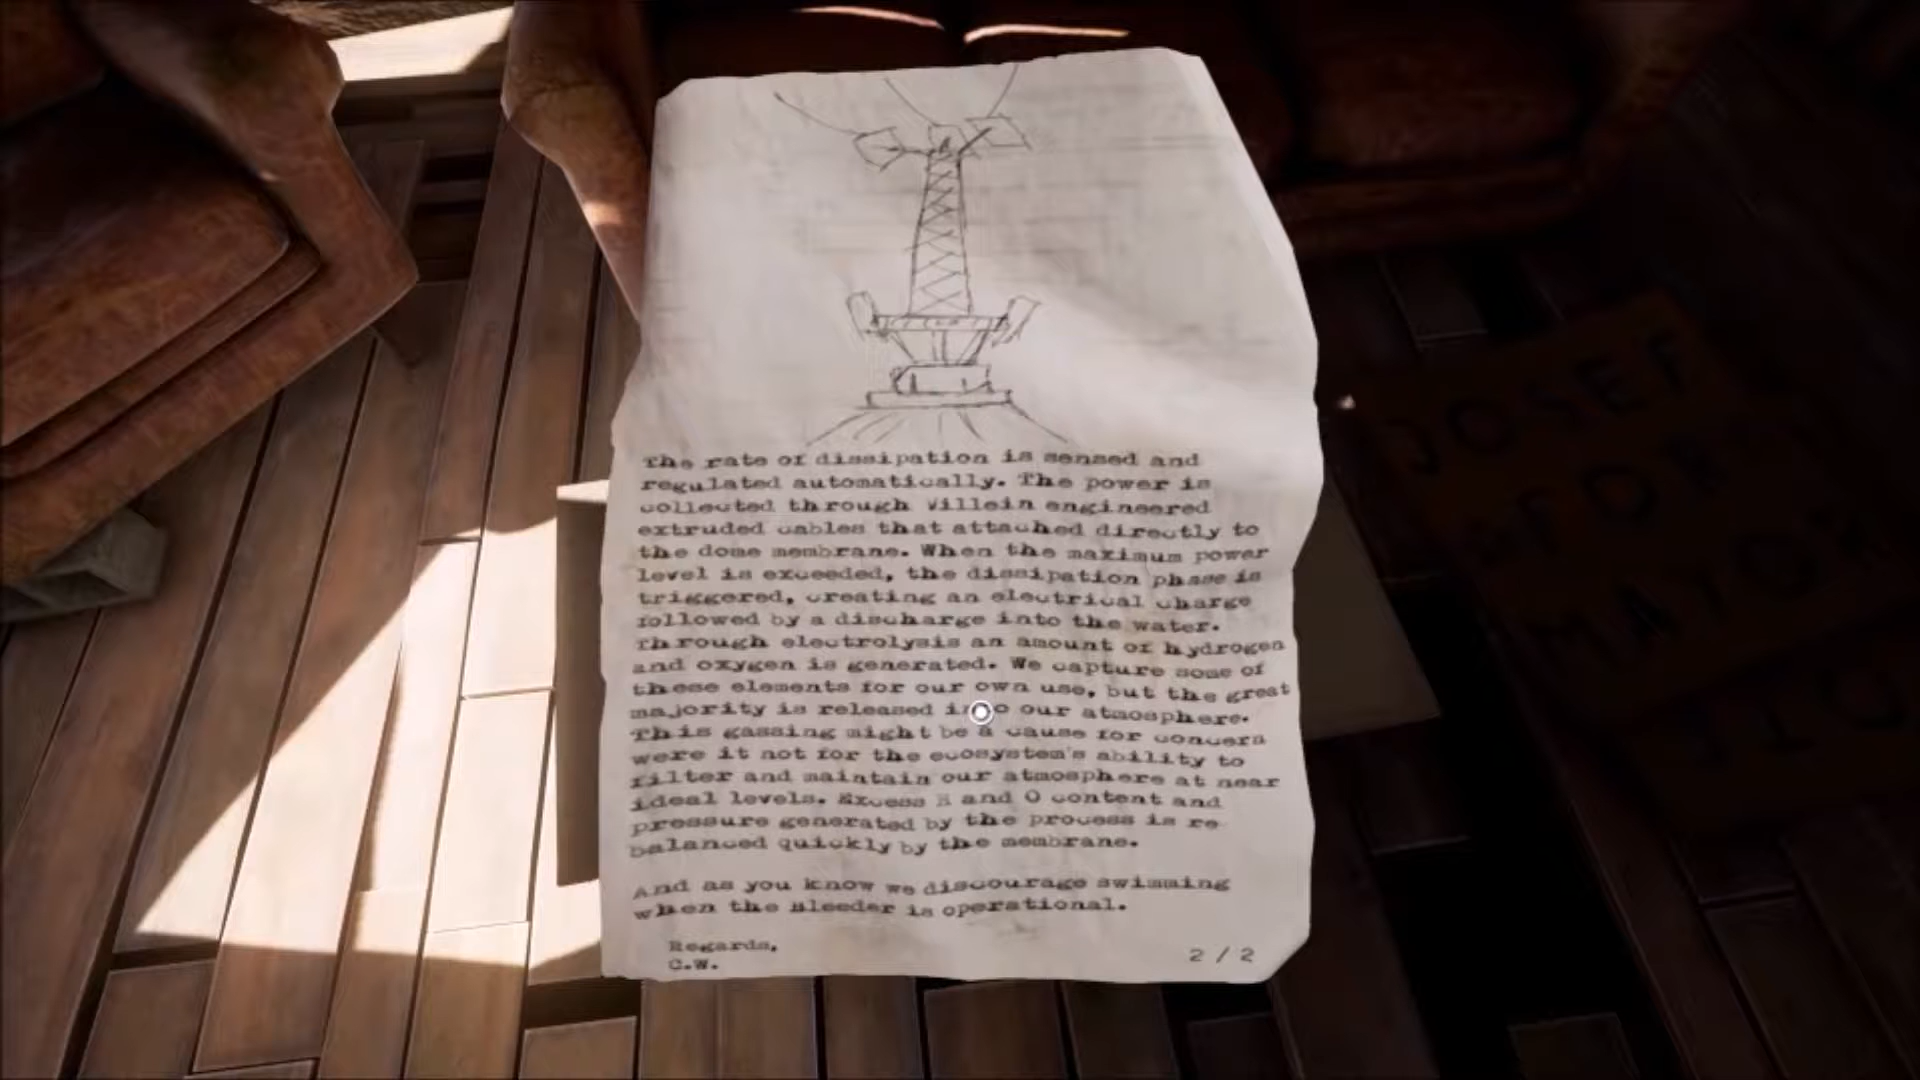 The rate of dissipation is sensed and
regulated automatically. The power is
collected through Villein engineered
extruded cables that attached directly to
the dome membrane. When the maximum power
level is exceeded, the dissipation phase is
triggered, creating an electrical charge
followed by a discharge into the water.
Through electrolysis an amount of hydrogen
and oxygen is generated. We capture some of
these elements for our own use, but the great
majority is released into our atmosphere.
This gassing might be a cause for concern
were it not for the ecosystem's ability to
filter and maintain our atmosphere at near
ideal levels. Excess H and O content and
pressure generated by the process is re-
balanced quickly by the membrane.
And as you know we discourage swimming
when the Bleeder is operational.
Regards,
C.W.
2 / 2